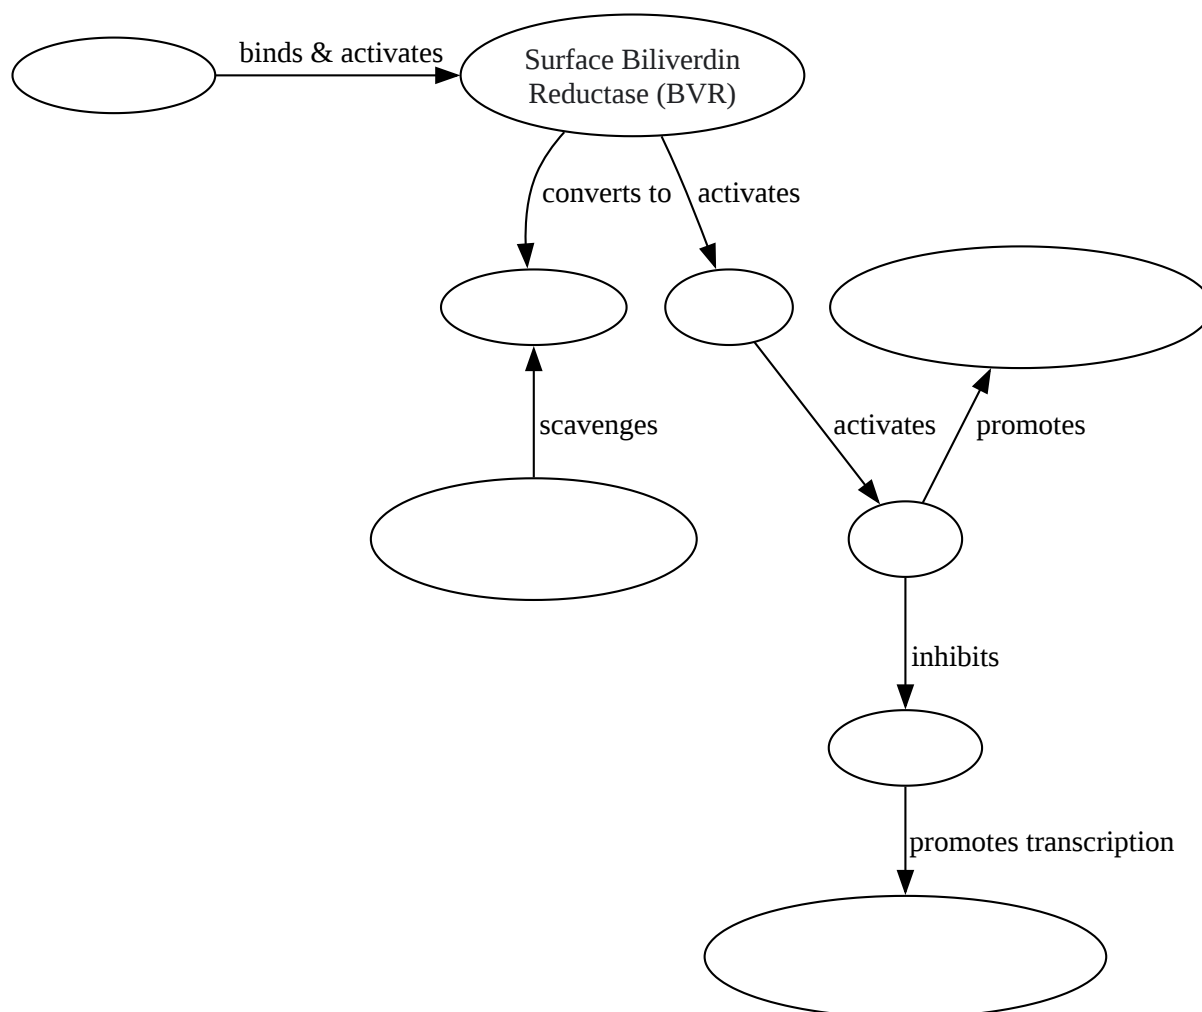 binds & activates
Surface Biliverdin
Reductase (BVR)
converts to
activates
scavenges
activates
promotes
inhibits
promotes transcription